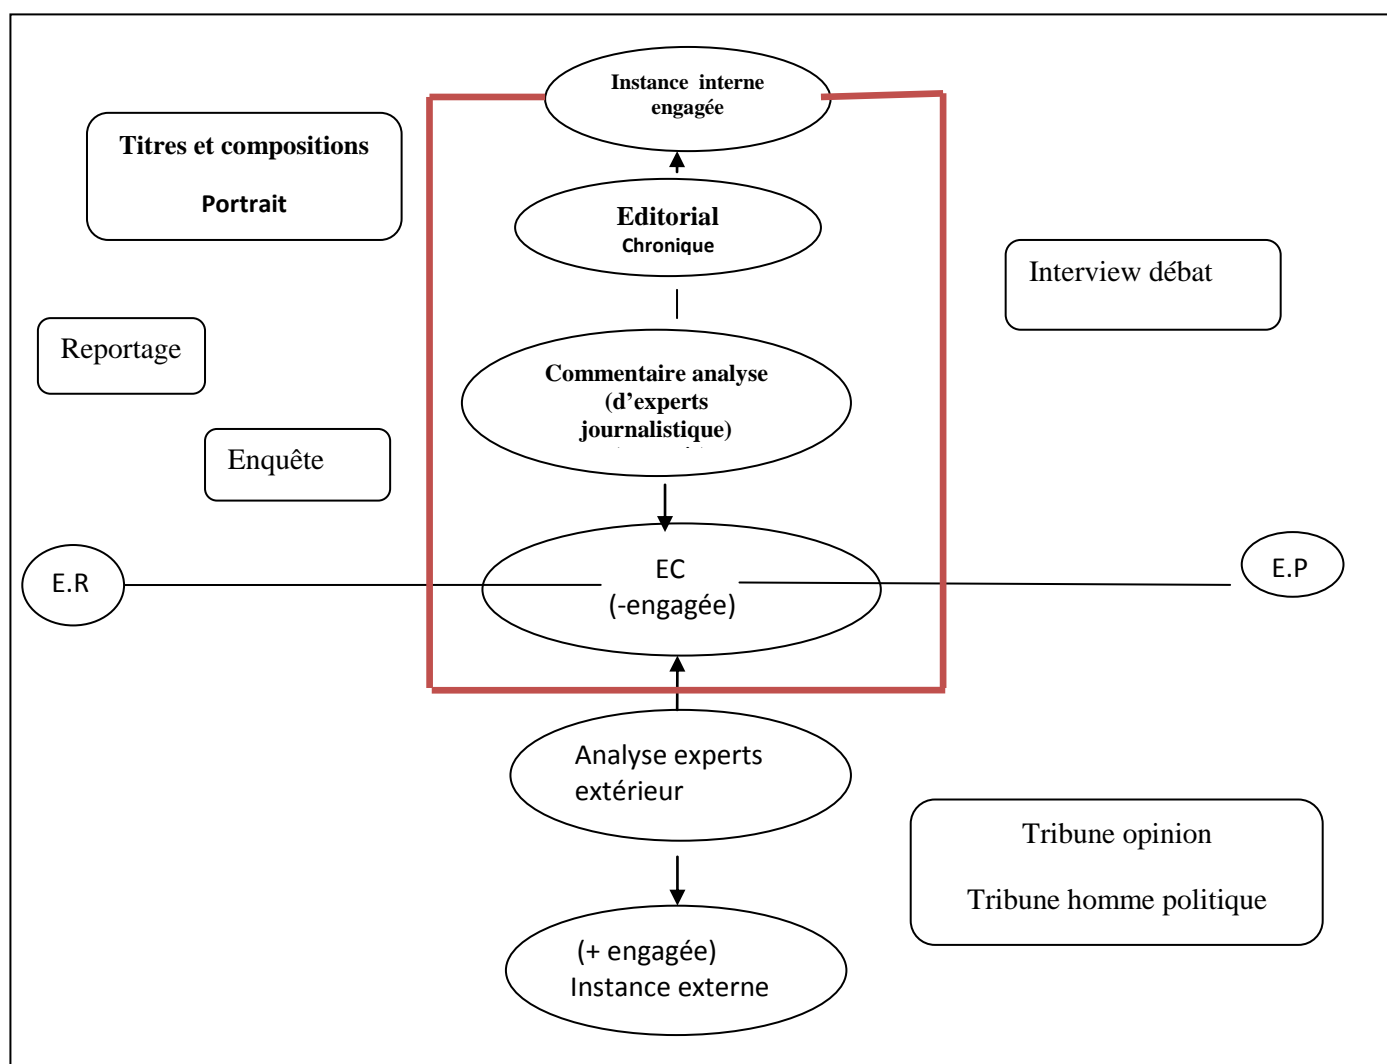 Instance interne
engagée
Titres et compositions
Portrait
Editorial
Chronique
Interview débat
Reportage
Commentaire analyse
(d’experts
journalistique)
Enquête
E.R
EC
(-engagée)
E.P
Analyse experts
extérieur
Tribune opinion
Tribune homme politique
(+ engagée)
Instance externe